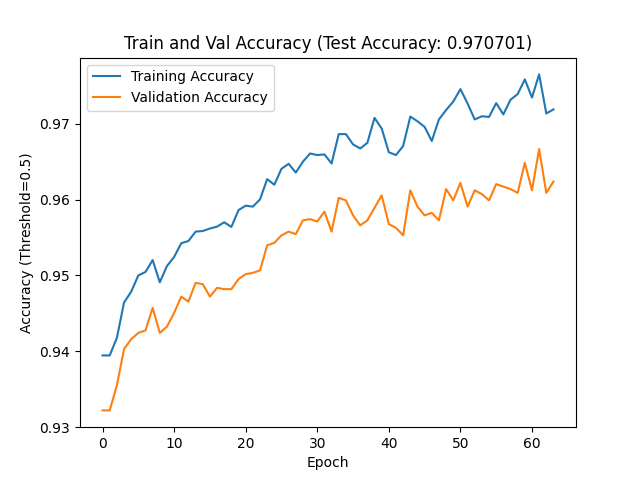 Train and Val Accuracy (Test Accuracy: 0.970701)
Training Accuracy
Validation Accuracy
Accuracy (Threshold=0.5)
0.97
0.96
0.95
0.94
0.93
0 10 20 30 40 50 60
Epoch